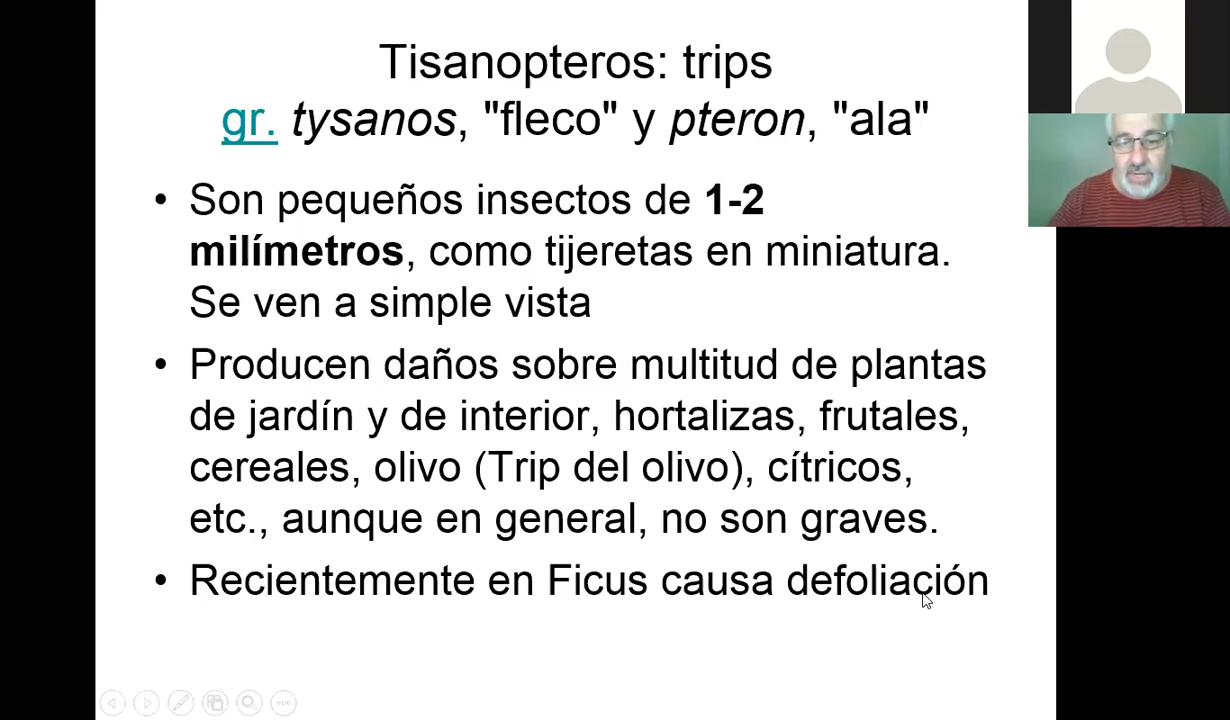 Tisanopteros: trips
gr. tysanos, "fleco" y pteron, "ala"
• Son pequeños insectos de 1-2
milímetros, como tijeretas en miniatura.
Se ven a simple vista
• Producen daños sobre multitud de plantas
de jardín y de interior, hortalizas, frutales,
cereales, olivo (Trip del olivo), cítricos,
etc., aunque en general, no son graves.
• Recientemente en Ficus causa defoliación